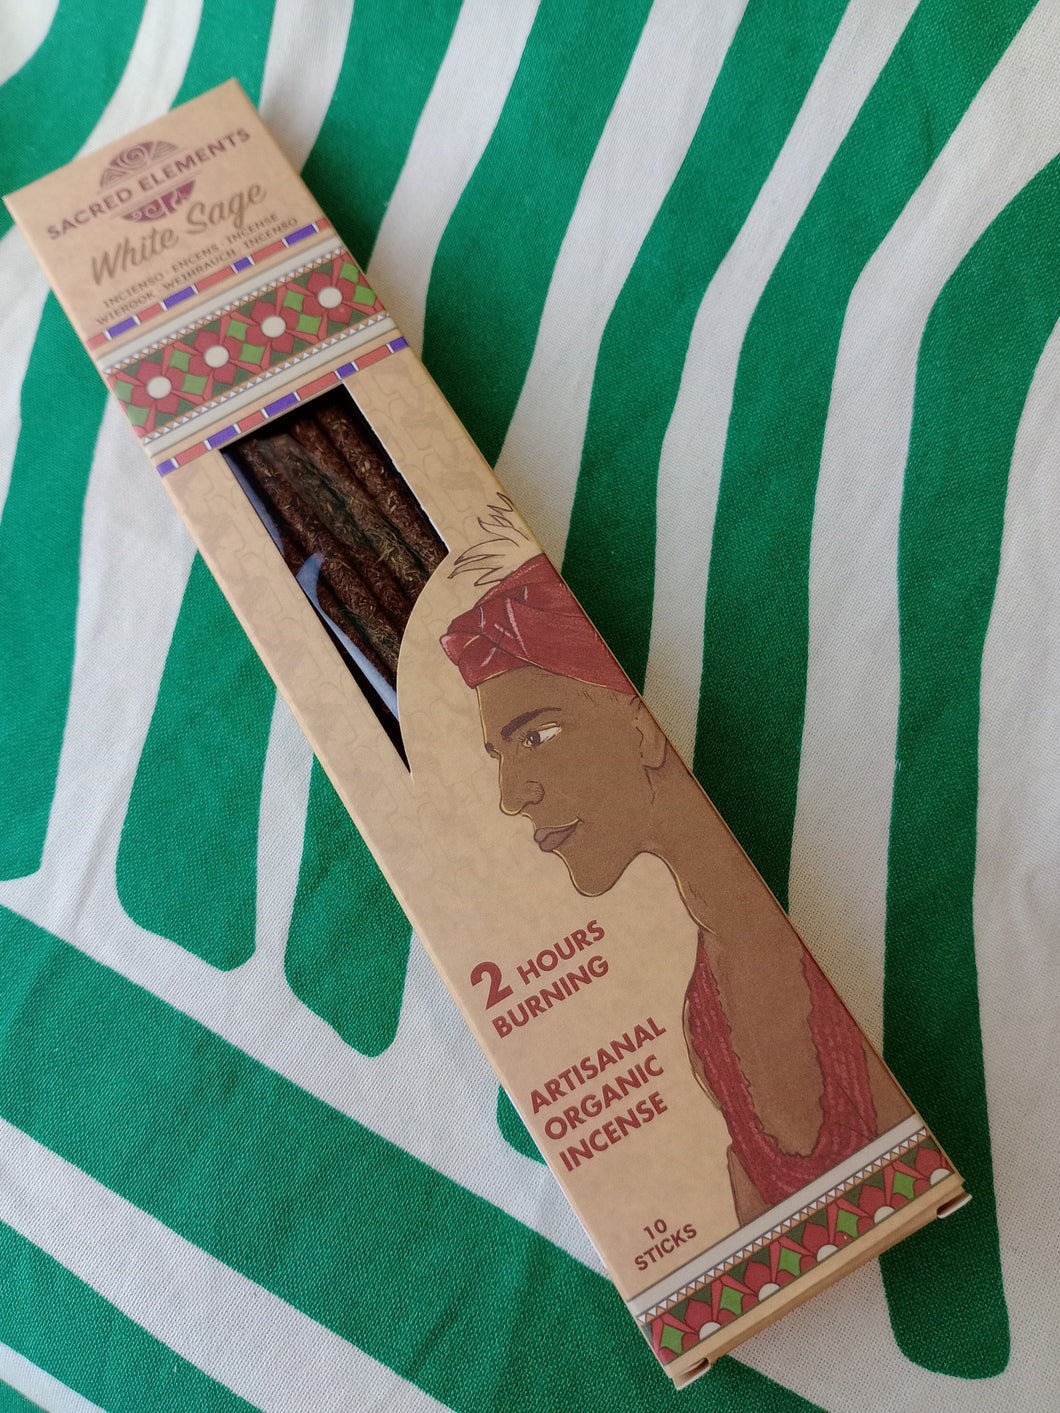 SACRED ELEMENTS
White Sage
INCIENSO . ENCENS . INCENSE
WIEROOK . WEIHRAUCH . INCENSO
2 HOURS
BURNING
ARTISANAL
ORGANIC
INCENSE
10
STICKS